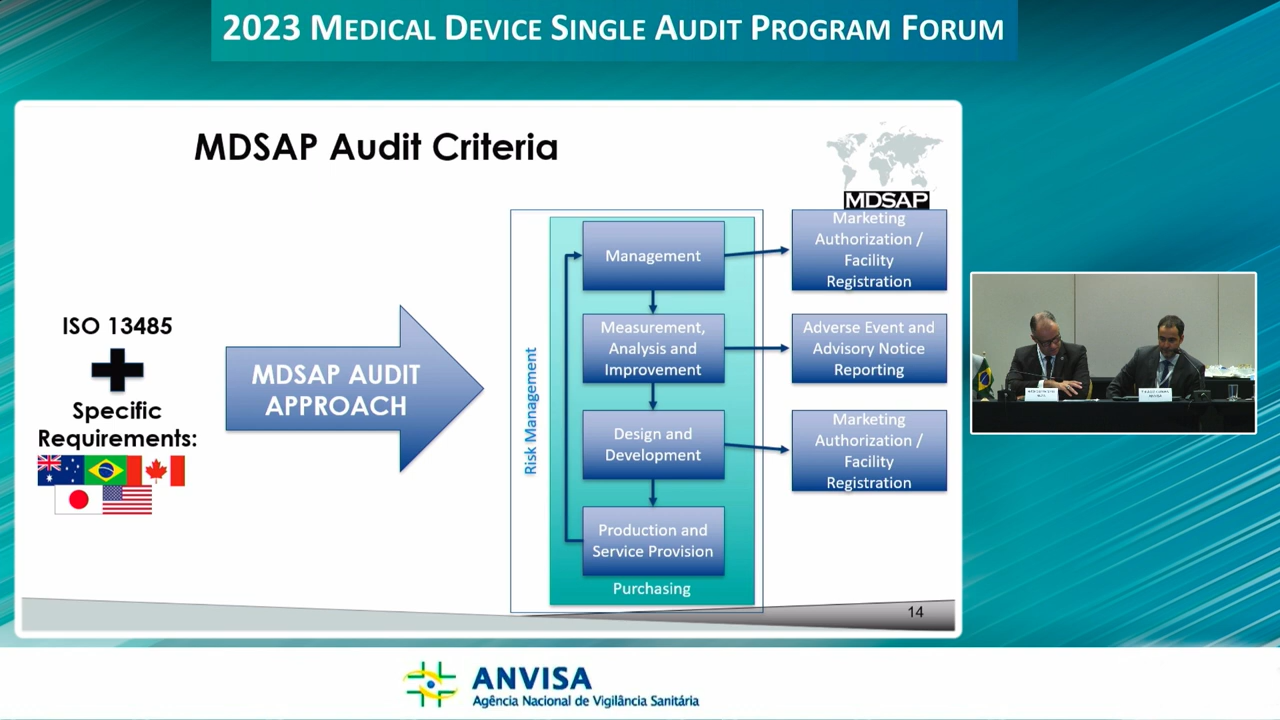 2023 MEDICAL DEVICE SINGLE AUDIT PROGRAM FORUM
MDSAP Audit Criteria
MDSAP
ISO 13485
Specific
Requirements:
MDSAP AUDIT
APPROACH
Risk Management
Management
Measurement,
Analysis and
Improvement
Design and
Development
Production and
Service Provision
Purchasing
Marketing
Authorization /
Facility
Registration
Adverse Event and
Advisory Notice
Reporting
Marketing
Authorization /
Facility
Registration
14
ANVISA
Agência Nacional de Vigilância Sanitária